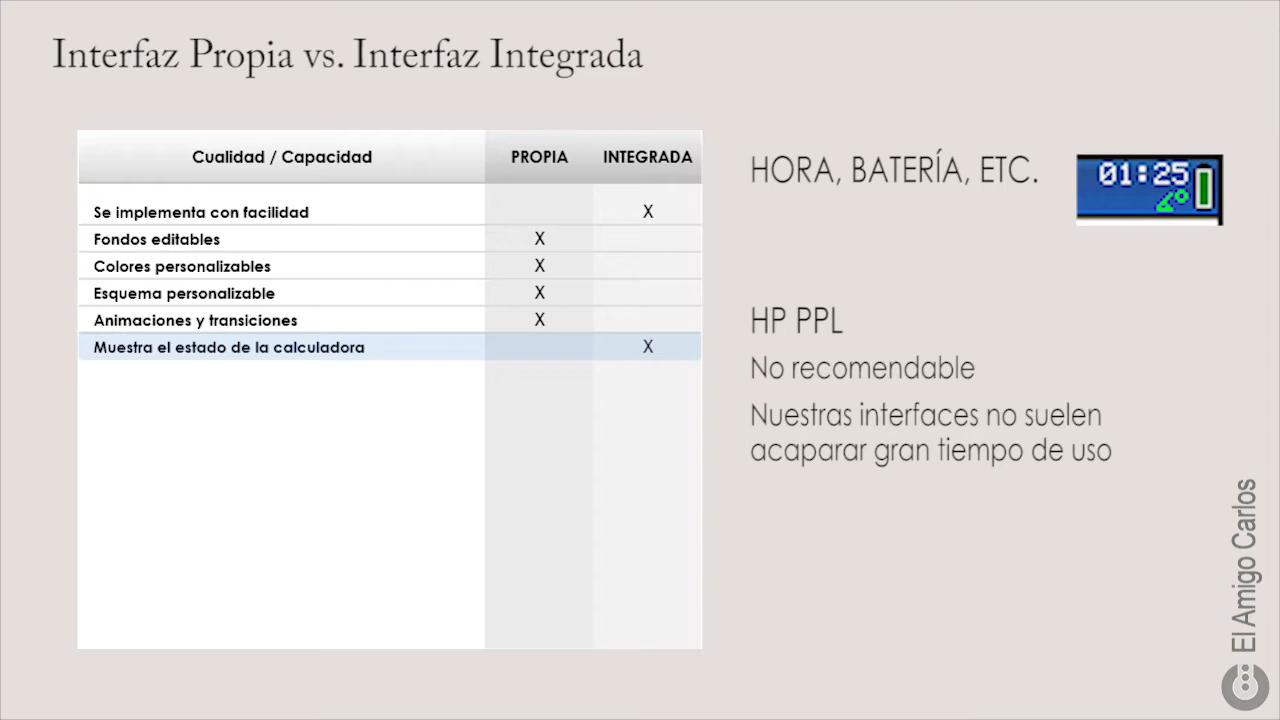 Interfaz Propia vs. Interfaz Integrada
Cualidad / Capacidad PROPIA INTEGRADA
Se implementa con facilidad X
Fondos editables X
Colores personalizables X
Esquema personalizable X
Animaciones y transiciones X
Muestra el estado de la calculadora X
HORA, BATERÍA, ETC.
01:25
∡°
HP PPL
No recomendable
Nuestras interfaces no suelen
acaparar gran tiempo de uso
El Amigo Carlos